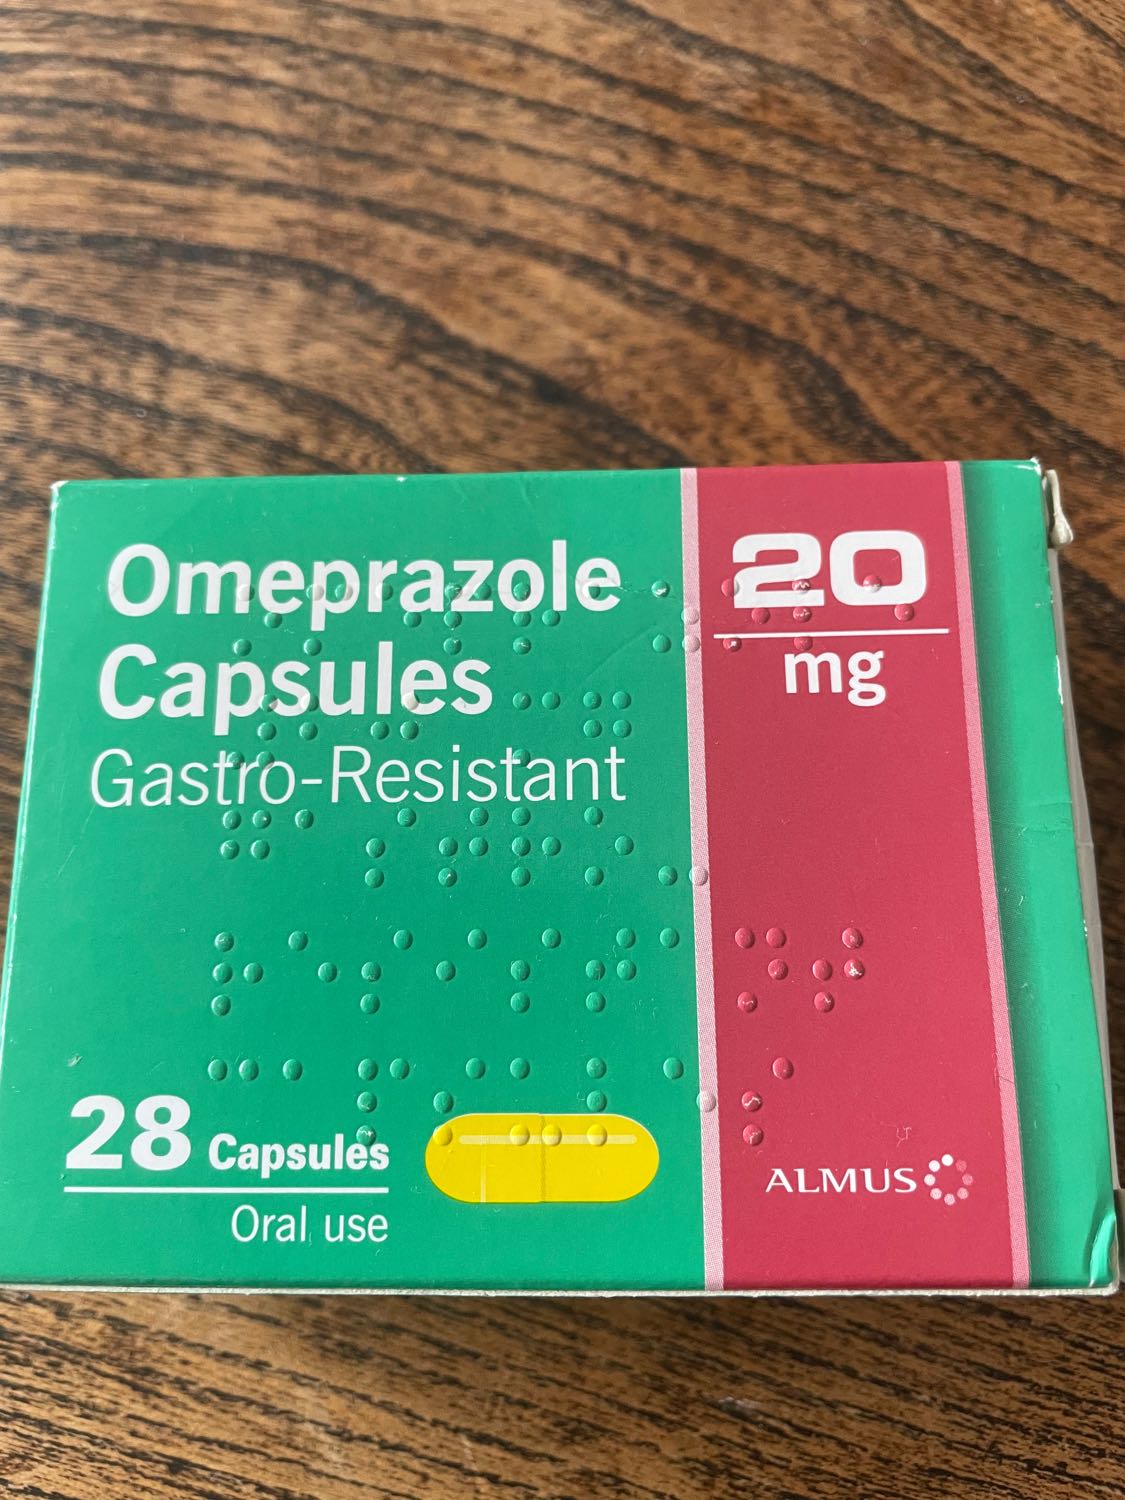 Omeprazole
Capsules
Gastro-Resistant
20
mg
28 Capsules
Oral use
ALMUS